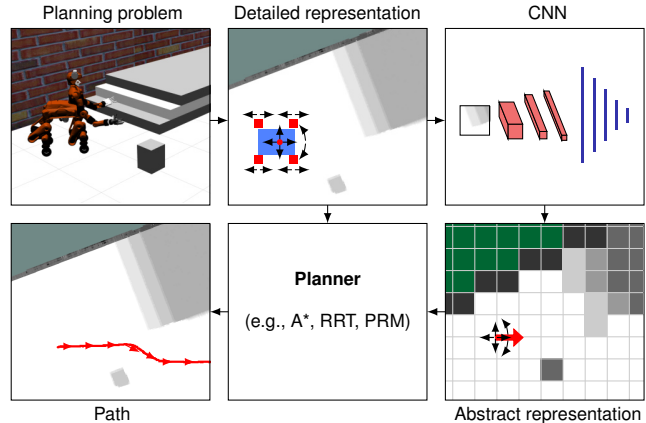 Planning problem
Detailed representation
CNN
Planner
(e.g., A*, RRT, PRM)
Path
Abstract representation